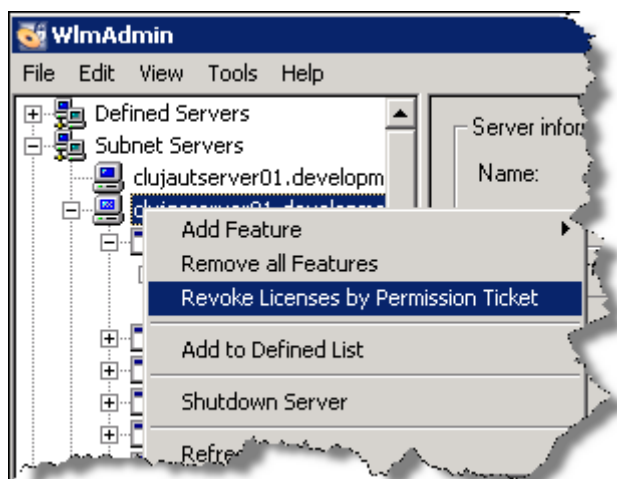 WlmAdmin
File Edit View Tools Help
Defined Servers
Subnet Servers
clujautserver01.developm
Server infor
Name:
Add Feature
Remove all Features
Revoke Licenses by Permission Ticket
Add to Defined List
Shutdown Server
Refre